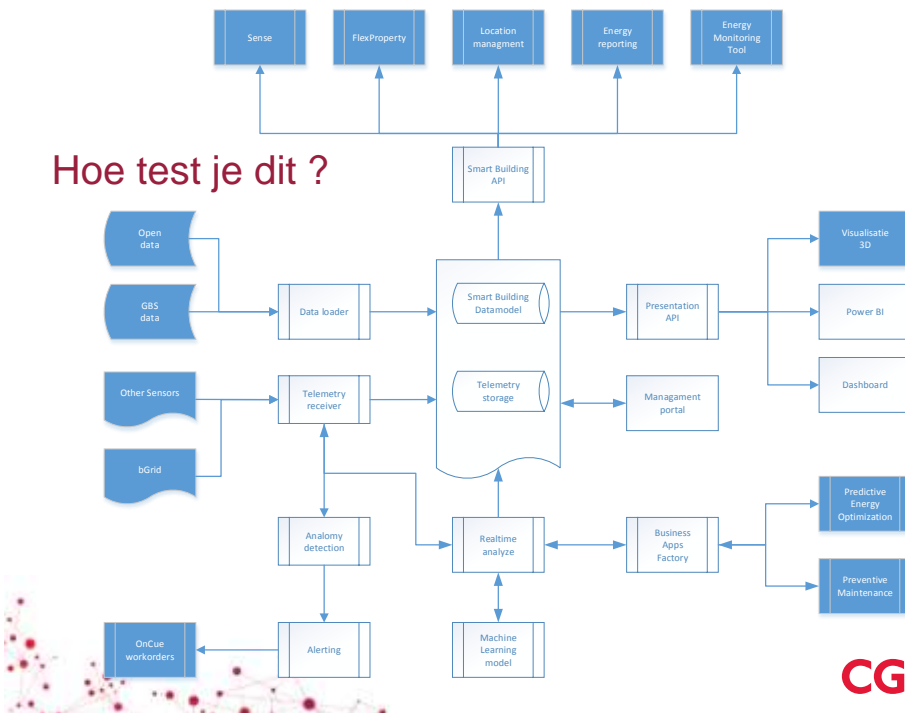 Sense
FlexProperty
Location
managment
Energy
reporting
Energy
Monitoring
Tool
Hoe test je dit ?
Smart Building
API
Open
data
GBS
data
Data loader
Smart Building
Datamodel
Presentation
API
Visualisatie
3D
Power BI
Other Sensors
Telemetry
receiver
Telemetry
storage
Managament
portal
Dashboard
bGrid
Analomy
detection
Realtime
analyze
Business
Apps
Factory
Predictive
Energy
Optimization
Preventive
Maintenance
OnCue
workorders
Alerting
Machine
Learning
model
CG